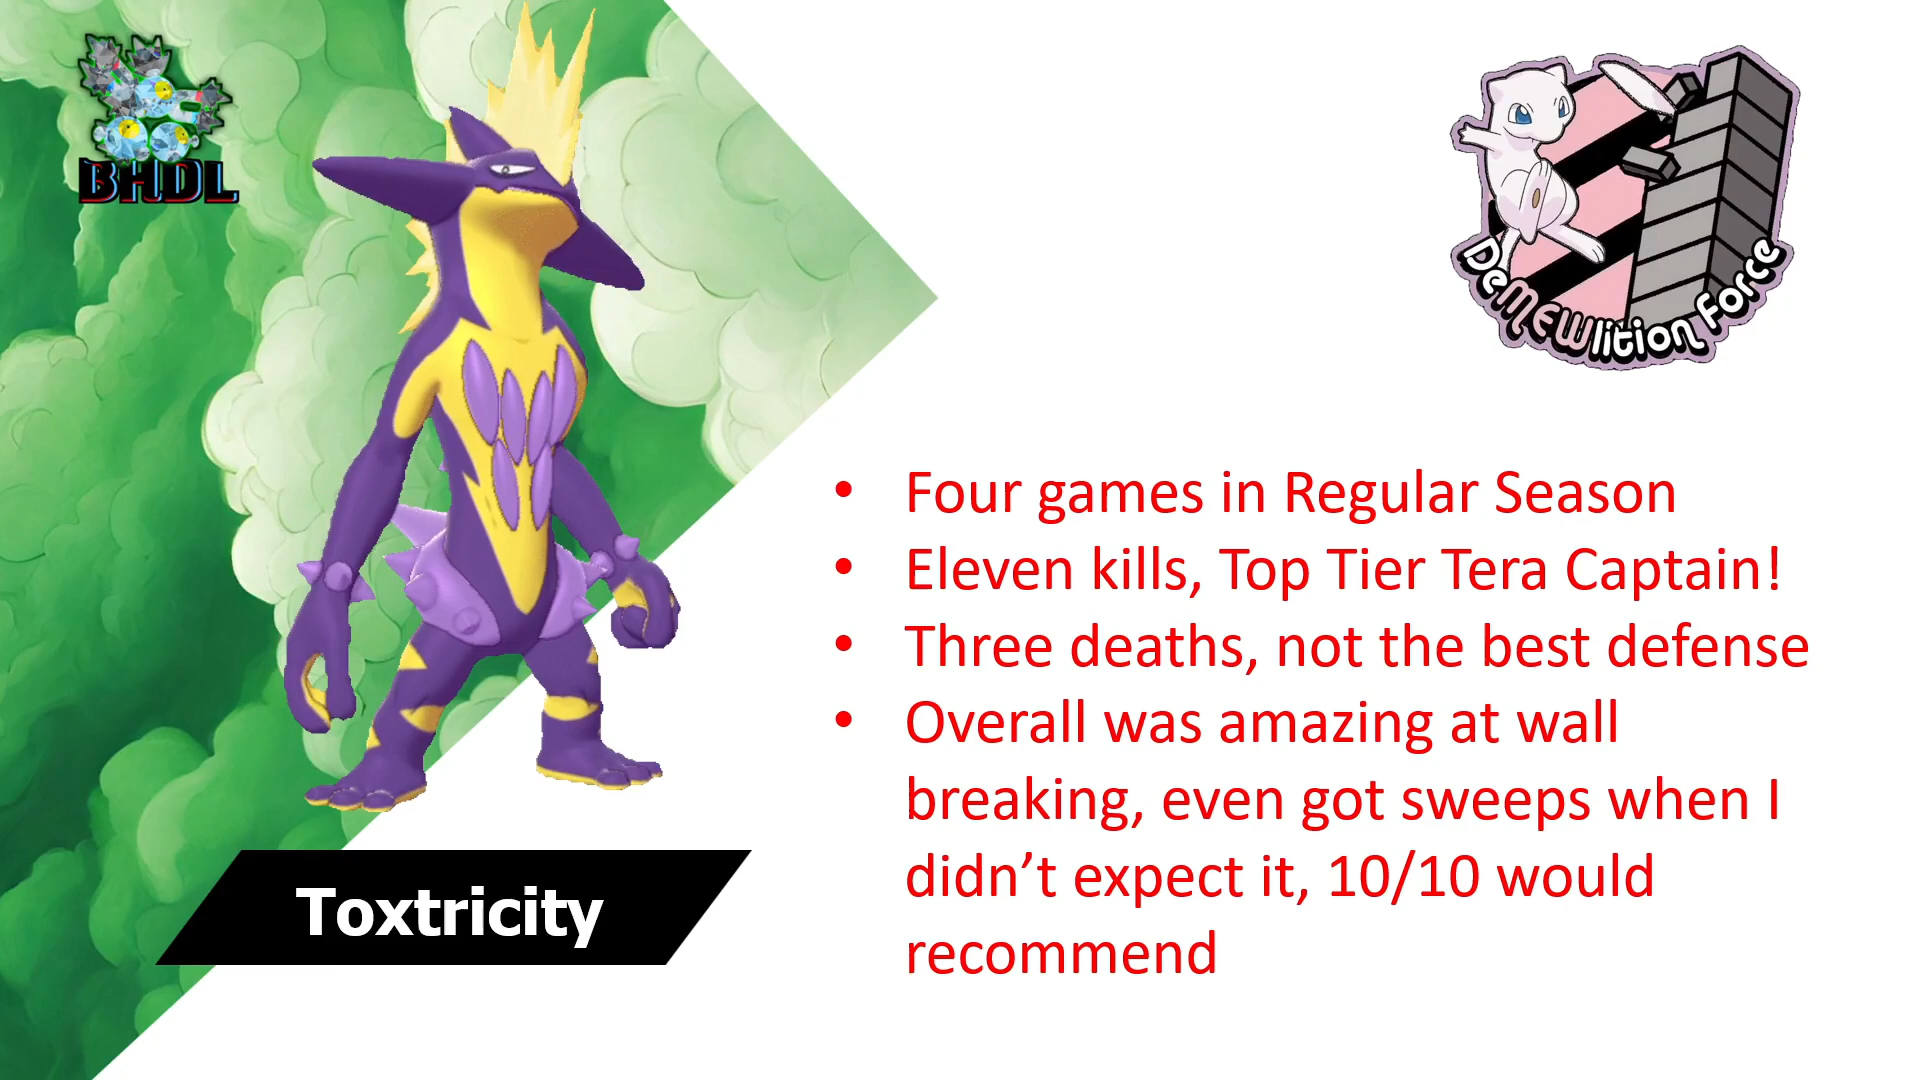 BHDL
DeMEWlition Force
• Four games in Regular Season
• Eleven kills, Top Tier Tera Captain!
• Three deaths, not the best defense
• Overall was amazing at wall
breaking, even got sweeps when I
didn’t expect it, 10/10 would
recommend
Toxtricity